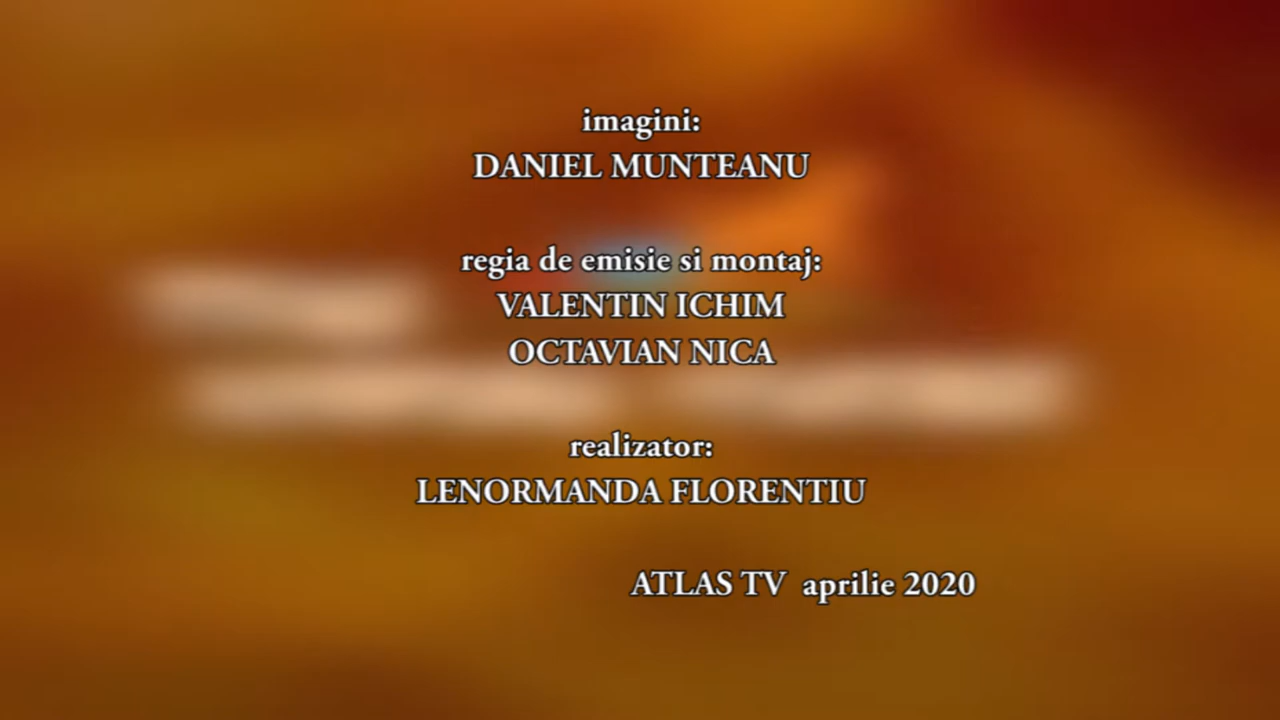 imagini:
DANIEL MUNTEANU
regia de emisie si montaj:
VALENTIN ICHIM
OCTAVIAN NICA
realizator:
LENORMANDA FLORENTIU
ATLAS TV aprilie 2020